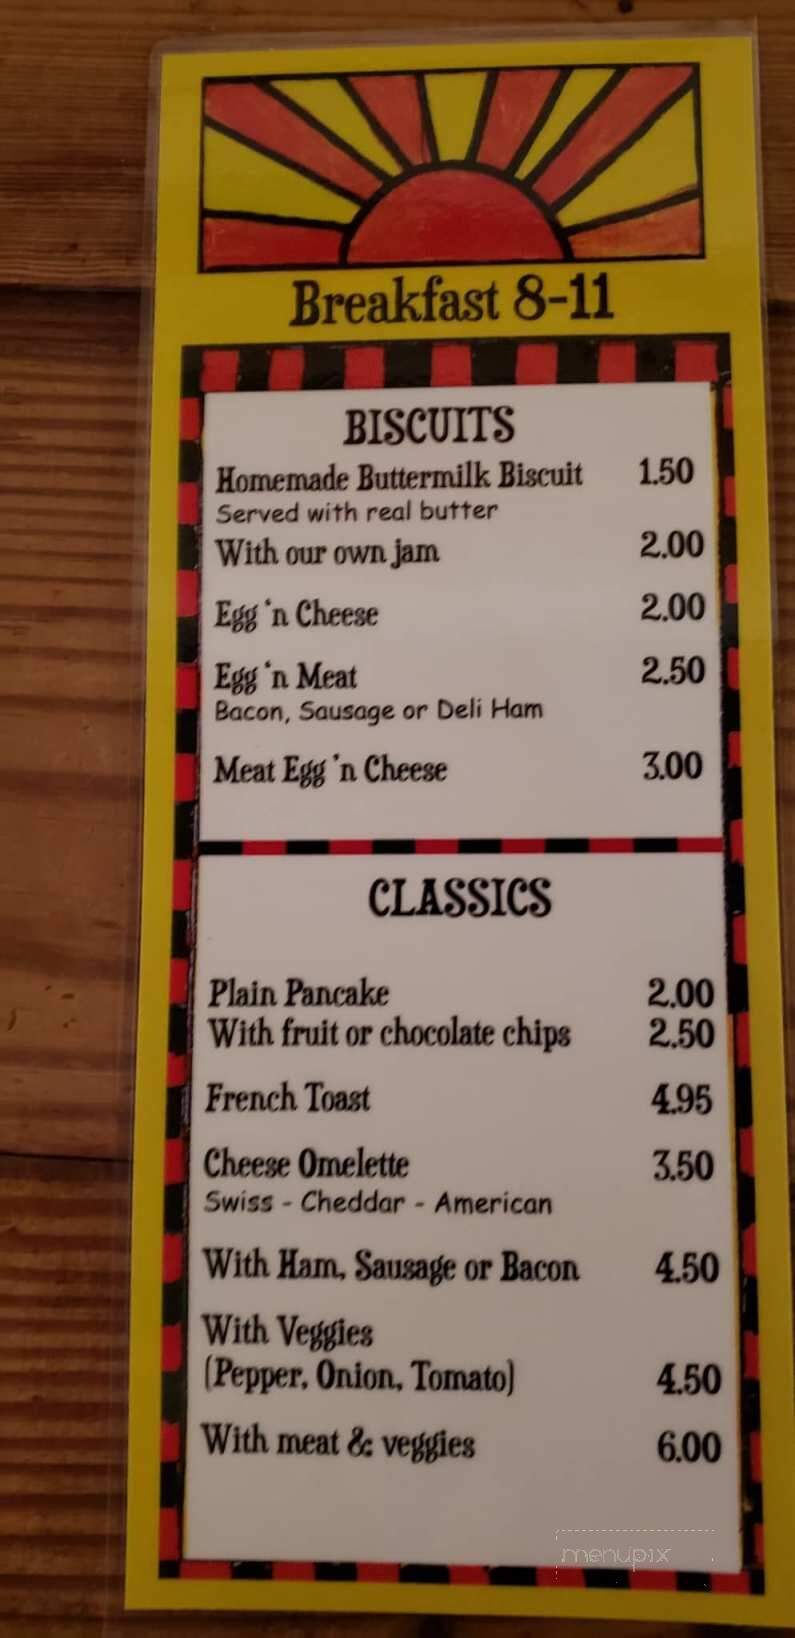 Breakfast 8-11
BISCUITS
Homemade Buttermilk Biscuit 1.50
Served with real butter
With our own jam 2.00
Egg 'n Cheese 2.00
Egg 'n Meat 2.50
Bacon, Sausage or Deli Ham
Meat Egg 'n Cheese 3.00
CLASSICS
Plain Pancake 2.00
With fruit or chocolate chips 2.50
French Toast 4.95
Cheese Omelette 3.50
Swiss - Cheddar - American
With Ham, Sausage or Bacon 4.50
With Veggies
(Pepper, Onion, Tomato) 4.50
With meat & veggies 6.00
menupix